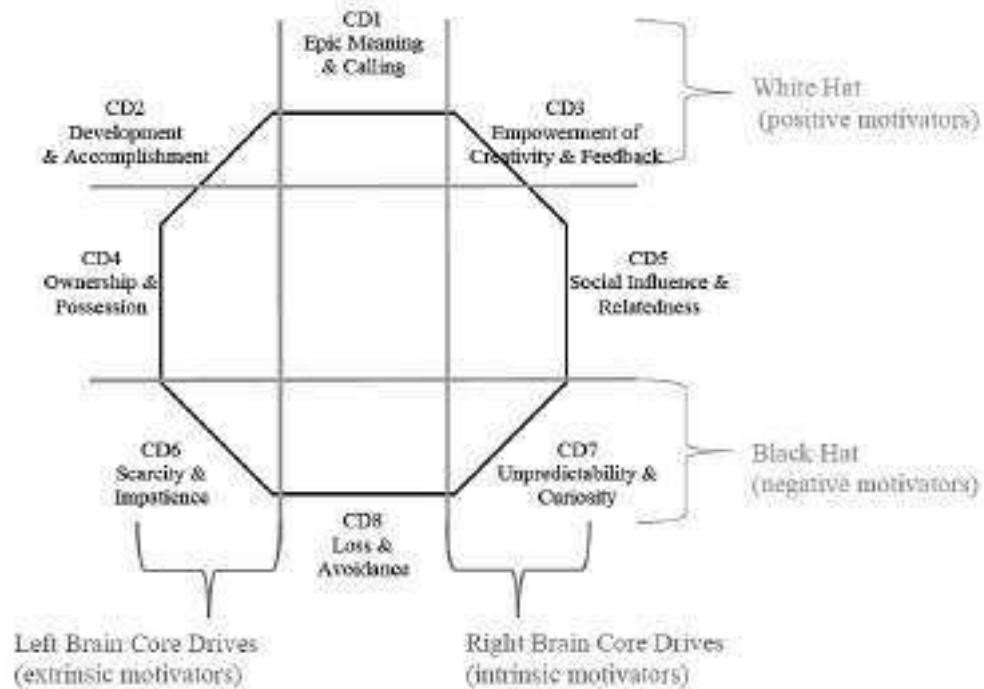 CD1
Epic Meaning
& Calling
White Hat
(positive motivators)
CD2
Development
& Accomplishment
CD3
Empowerment of
Creativity & Feedback
CD4
Ownership &
Possession
CD5
Social Influence &
Relatedness
CD6
Scarcity &
Impatience
CD7
Unpredictability &
Curiosity
Black Hat
(negative motivators)
CD8
Loss &
Avoidance
Left Brain Core Drives
(extrinsic motivators)
Right Brain Core Drives
(intrinsic motivators)